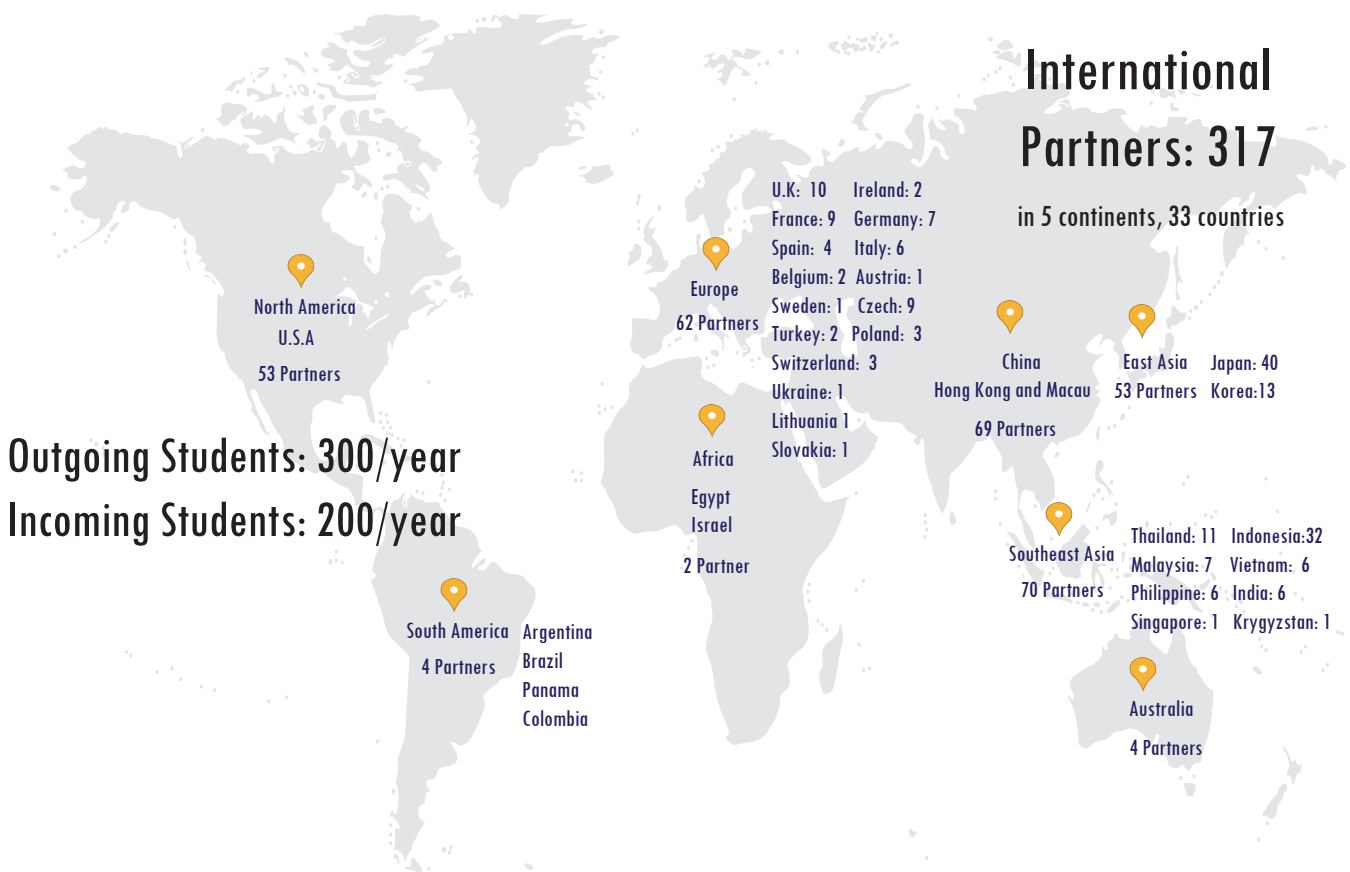 International
Partners: 317
in 5 continents, 33 countries
North America
U.S.A
53 Partners
Outgoing Students: 300/year
Incoming Students: 200/year
South America
4 Partners
Argentina
Brazil
Panama
Colombia
Europe
62 Partners
U.K: 10 Ireland: 2
France: 9 Germany: 7
Spain: 4 Italy: 6
Belgium: 2 Austria: 1
Sweden: 1 Czech: 9
Turkey: 2 Poland: 3
Switzerland: 3
Ukraine: 1
Lithuania 1
Slovakia: 1
Africa
Egypt
Israel
2 Partner
China
Hong Kong and Macau
69 Partners
East Asia
53 Partners
Japan: 40
Korea:13
Southeast Asia
70 Partners
Thailand: 11 Indonesia:32
Malaysia: 7 Vietnam: 6
Philippine: 6 India: 6
Singapore: 1 Krygyzstan: 1
Australia
4 Partners